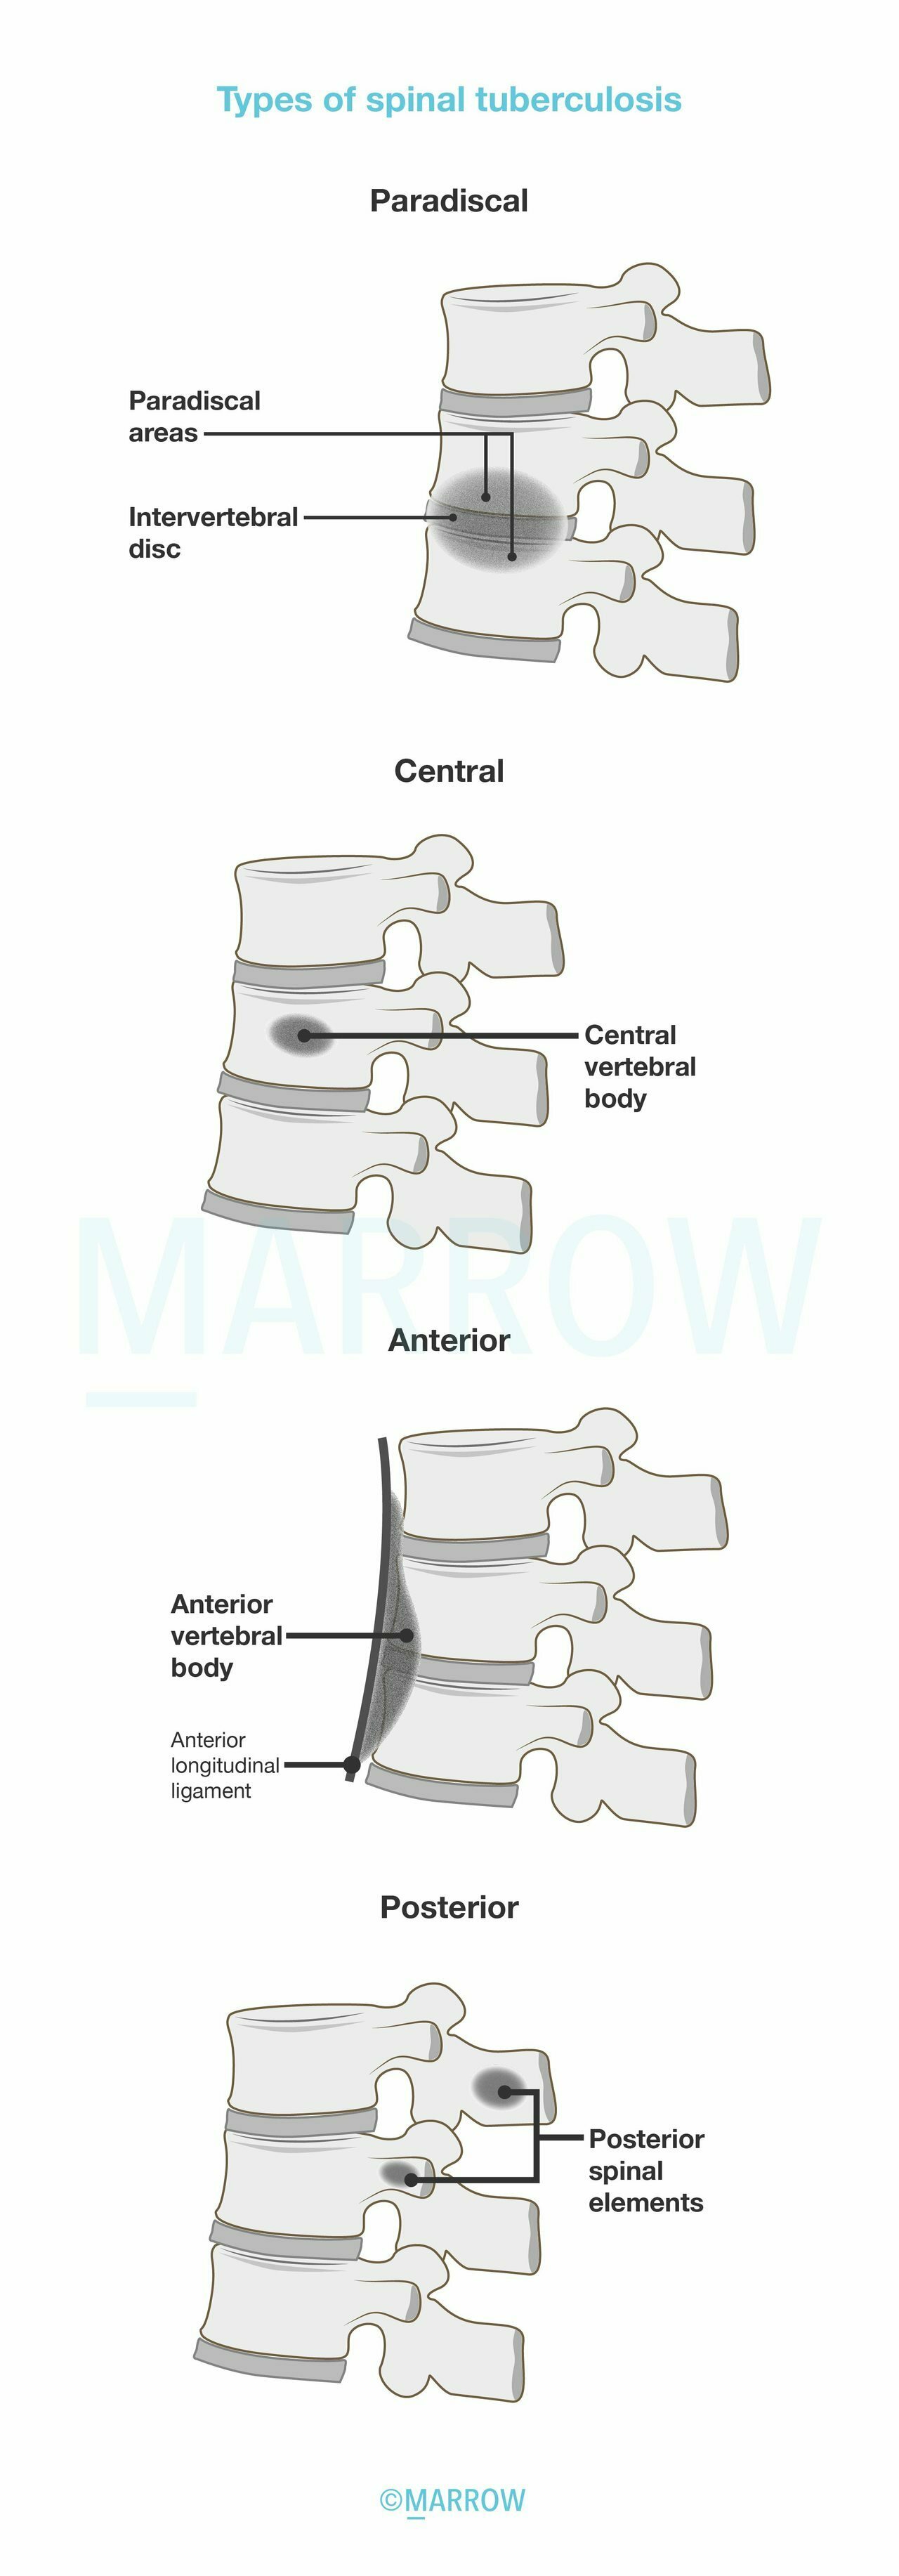 Types of spinal tuberculosis
Paradiscal
Paradiscal
areas
Intervertebral
disc
Central
Central
vertebral
body
MARROW
Anterior
Anterior
vertebral
body
Anterior
longitudinal
ligament
Posterior
Posterior
spinal
elements
©MARROW